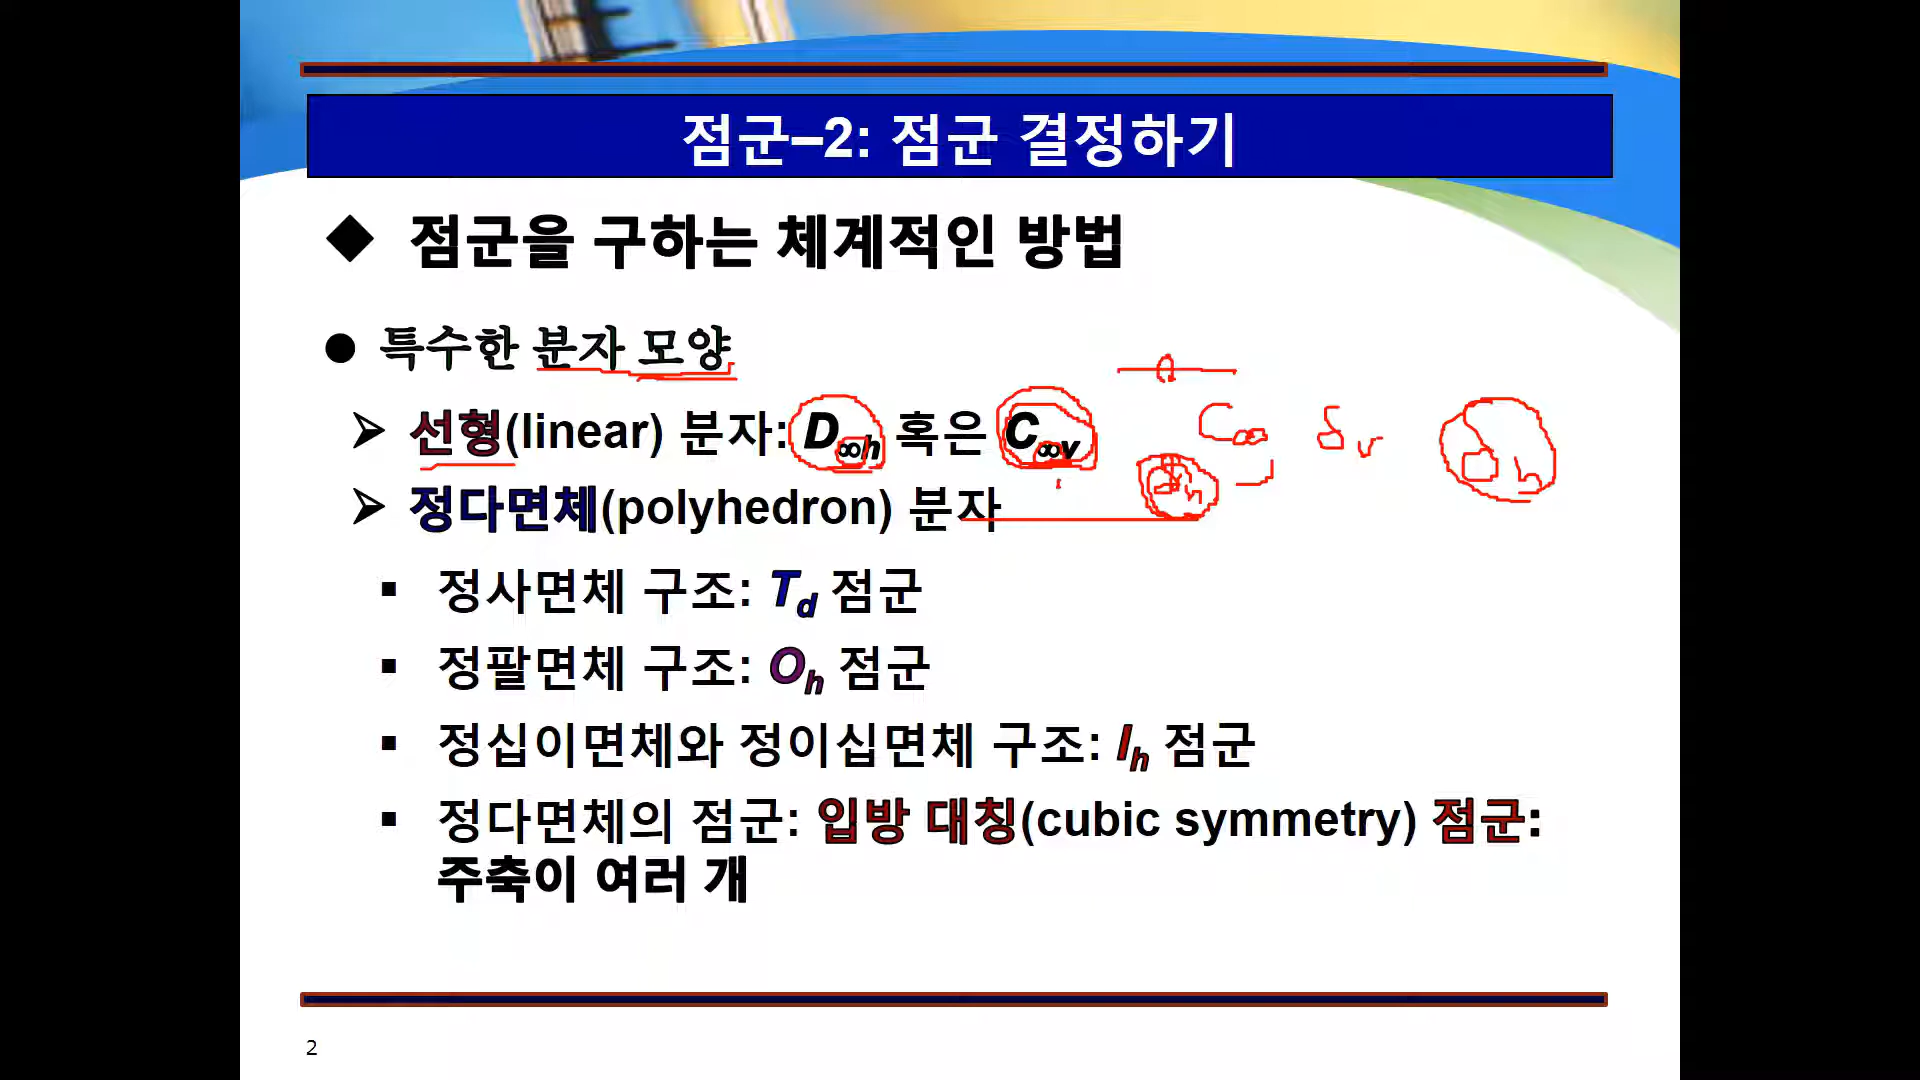 점군–2: 점군 결정하기
◆ 점군을 구하는 체계적인 방법
● 특수한 분자 모양
➢ 선형(linear) 분자: D∞h 혹은 C∞v
C∞ σv
➢ 정다면체(polyhedron) 분자
▪ 정사면체 구조: Td 점군
▪ 정팔면체 구조: Oh 점군
▪ 정십이면체와 정이십면체 구조: Ih 점군
▪ 정다면체의 점군: 입방 대칭(cubic symmetry) 점군:
주축이 여러 개
2